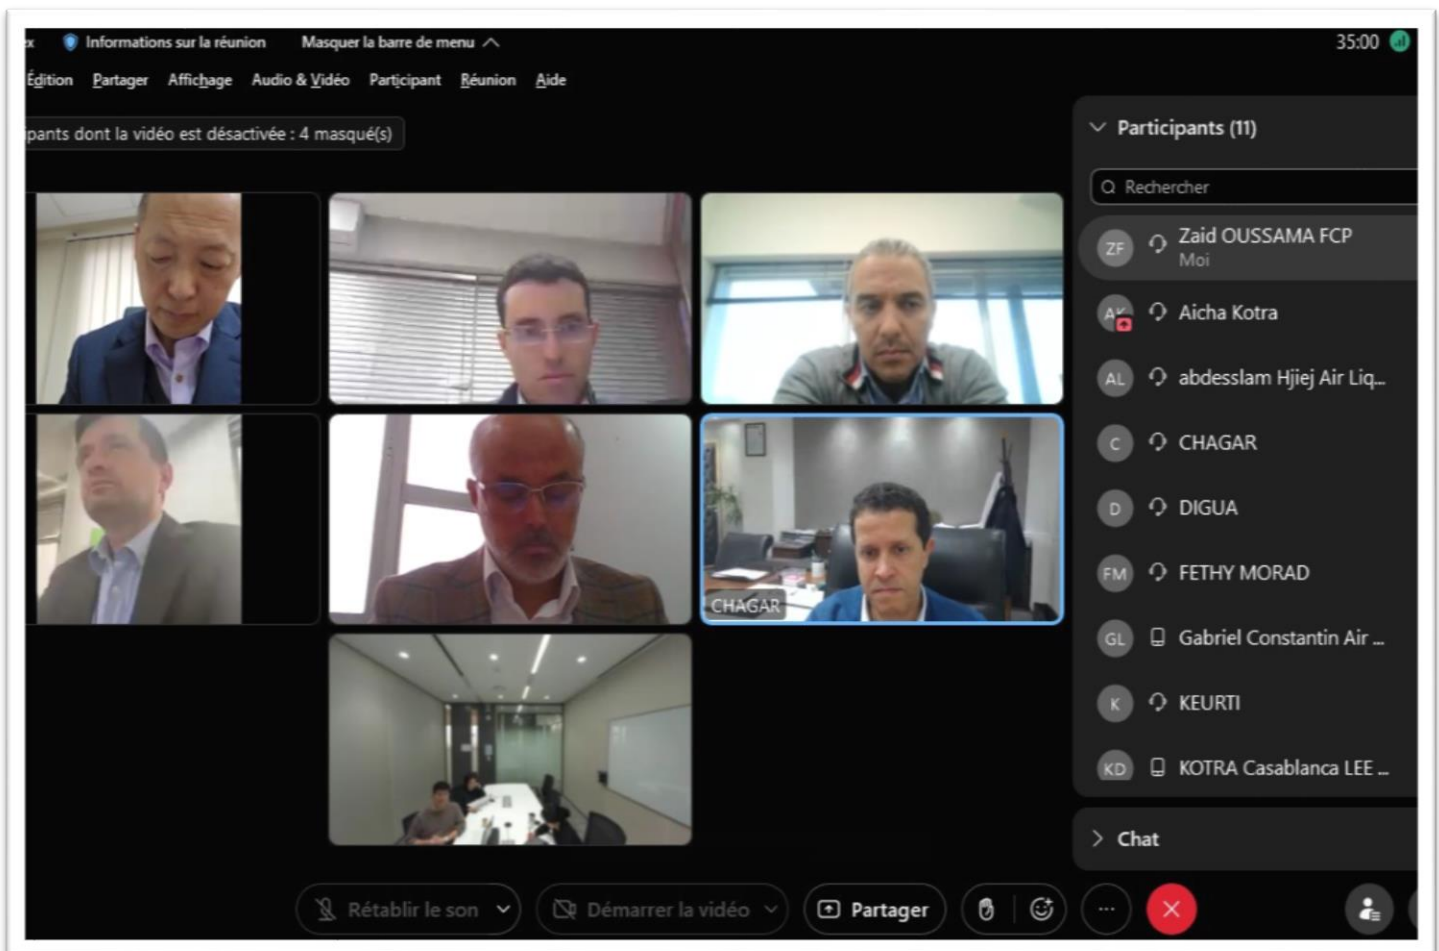 Informations sur la réunion
Masquer la barre de menu
35:00
Édition Partager Affichage Audio & Vidéo Participant Réunion Aide
dont la vidéo est désactivée : 4 masqué(s)
Participants (11)
Rechercher
ZF Zaid OUSSAMA FCP
Moi
AK Aicha Kotra
AL abdesslam Hjiej Air Liq...
C CHAGAR
D DIGUA
FM FETHY MORAD
GL Gabriel Constantin Air ...
K KEURTI
KD KOTRA Casablanca LEE ...
CHAGAR
Chat
Rétablir le son
Démarrer la vidéo
Partager